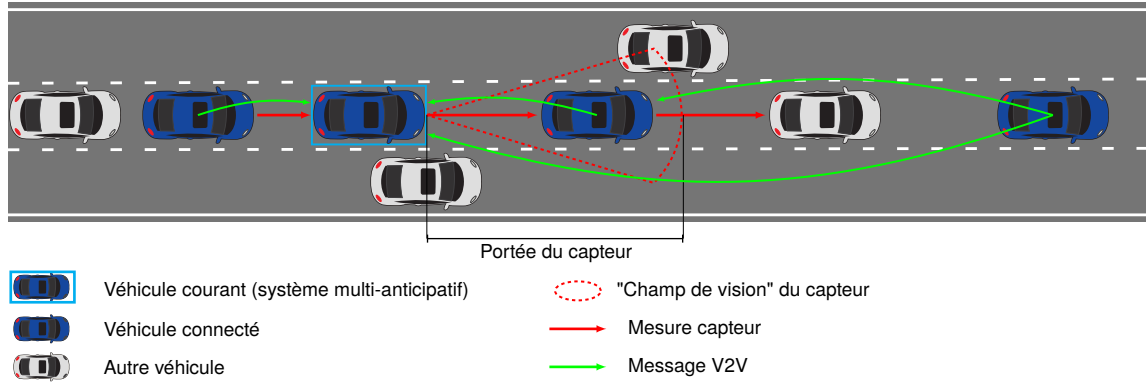 Portée du capteur
Véhicule courant (système multi-anticipatif)
"Champ de vision" du capteur
Véhicule connecté
Mesure capteur
Autre véhicule
Message V2V